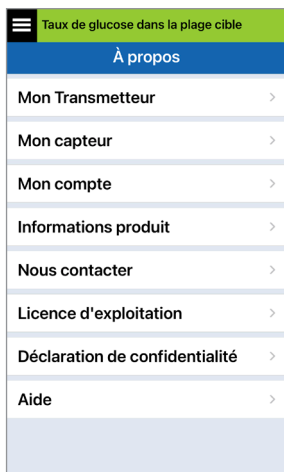 Taux de glucose dans la plage cible
À propos
Mon Transmetteur
Mon capteur
Mon compte
Informations produit
Nous contacter
Licence d'exploitation
Déclaration de confidentialité
Aide